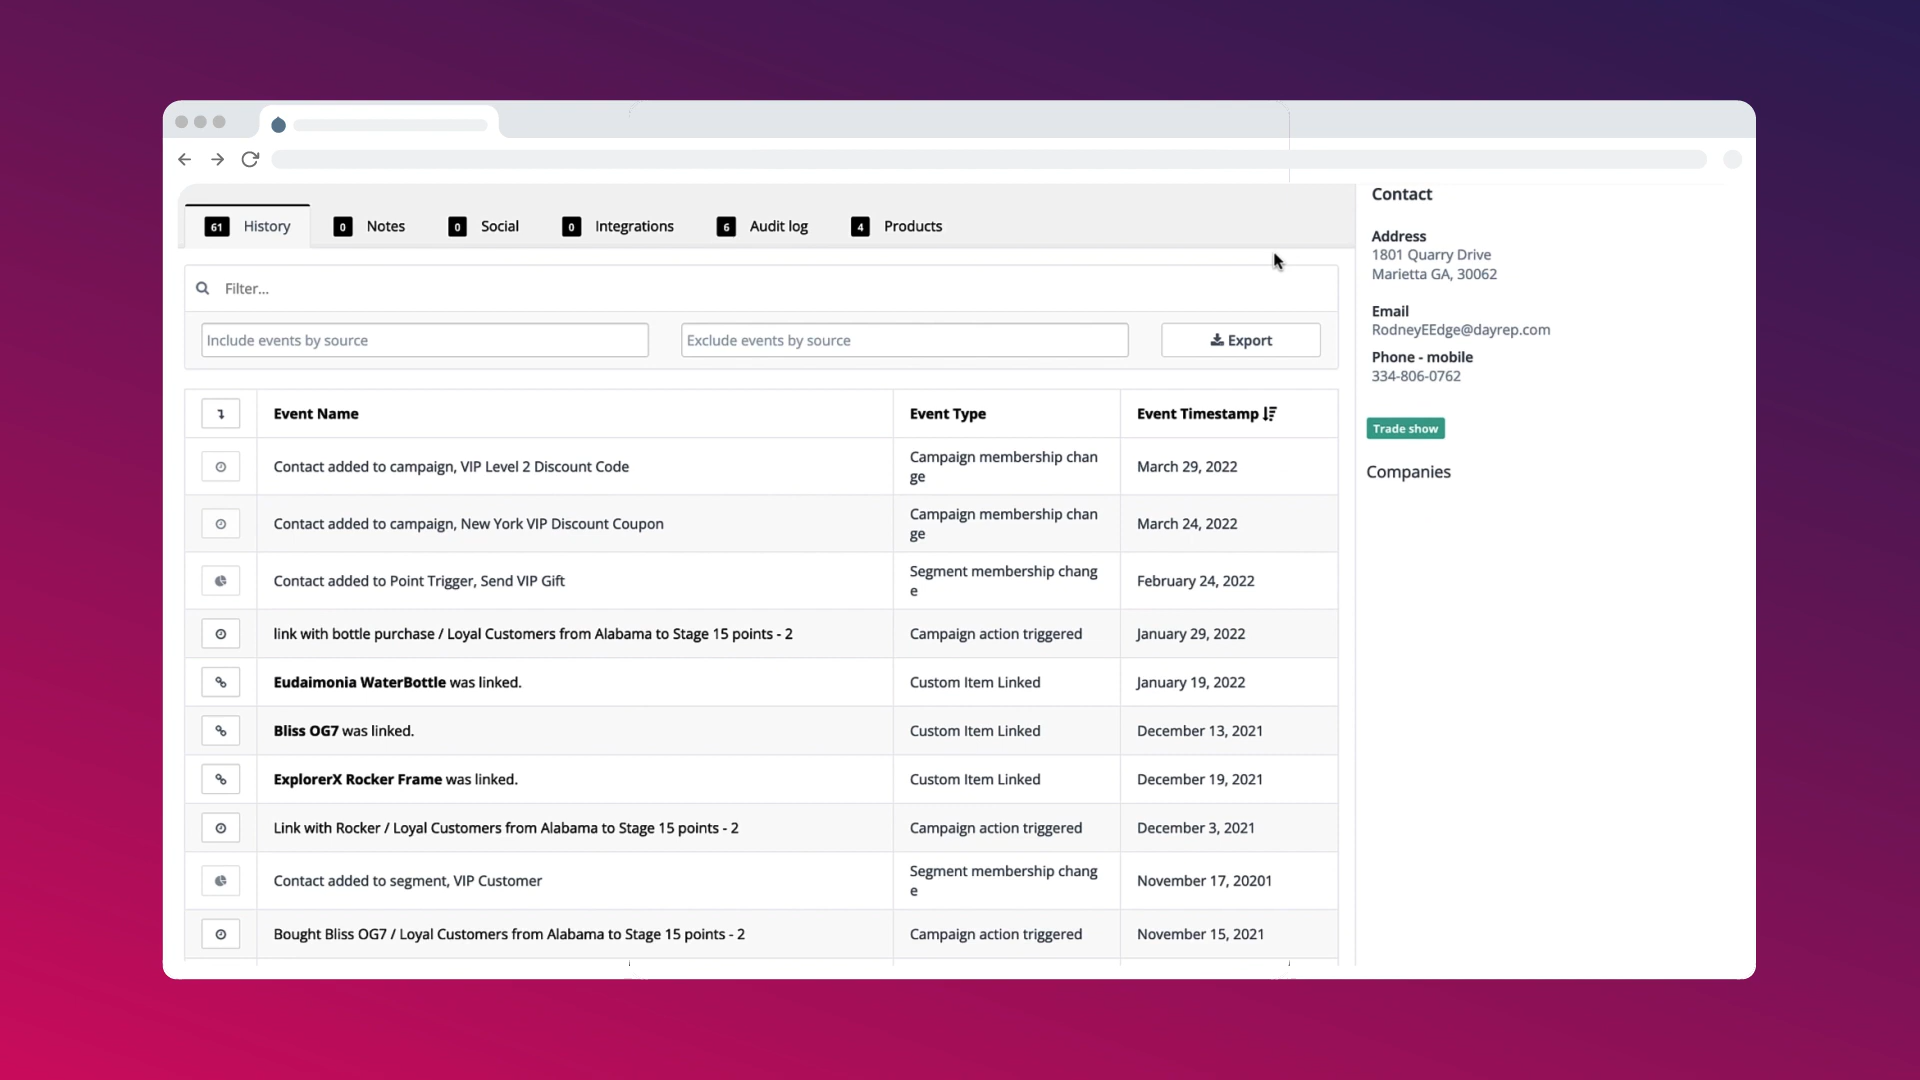 61 History 0 Notes 0 Social 0 Integrations 6 Audit log 4 Products
Filter...
Include events by source Exclude events by source Export
Event Name Event Type Event Timestamp
Contact added to campaign, VIP Level 2 Discount Code Campaign membership chan
ge March 29, 2022
Contact added to campaign, New York VIP Discount Coupon Campaign membership chan
ge March 24, 2022
Contact added to Point Trigger, Send VIP Gift Segment membership chang
e February 24, 2022
link with bottle purchase / Loyal Customers from Alabama to Stage 15 points - 2 Campaign action triggered January 29, 2022
Eudaimonia WaterBottle was linked. Custom Item Linked January 19, 2022
Bliss OG7 was linked. Custom Item Linked December 13, 2021
ExplorerX Rocker Frame was linked. Custom Item Linked December 19, 2021
Link with Rocker / Loyal Customers from Alabama to Stage 15 points - 2 Campaign action triggered December 3, 2021
Contact added to segment, VIP Customer Segment membership chang
e November 17, 20201
Bought Bliss OG7 / Loyal Customers from Alabama to Stage 15 points - 2 Campaign action triggered November 15, 2021
Contact
Address
1801 Quarry Drive
Marietta GA, 30062
Email
RodneyEEdge@dayrep.com
Phone - mobile
334-806-0762
Trade show
Companies